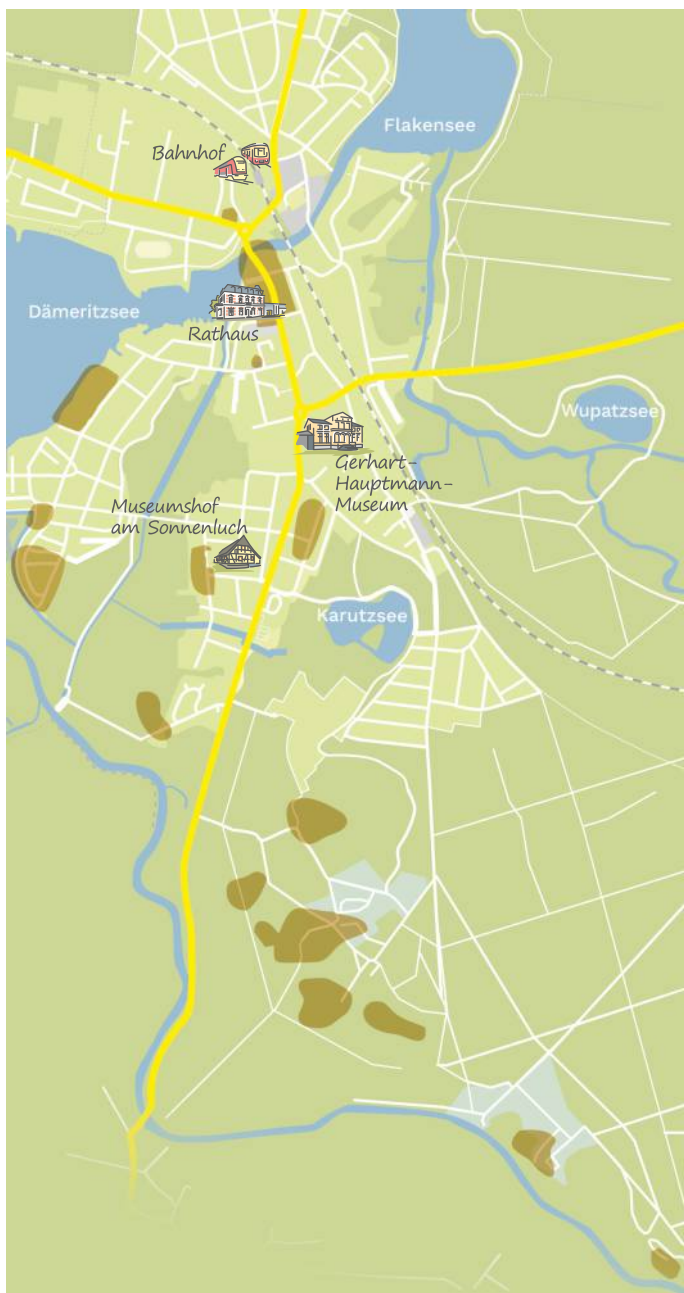 Flakensee
Bahnhof
Dämeritzsee
Rathaus
Wupatzsee
Gerhart-
Hauptmann-
Museum
Museumshof
am Sonnenluch
Karutzsee